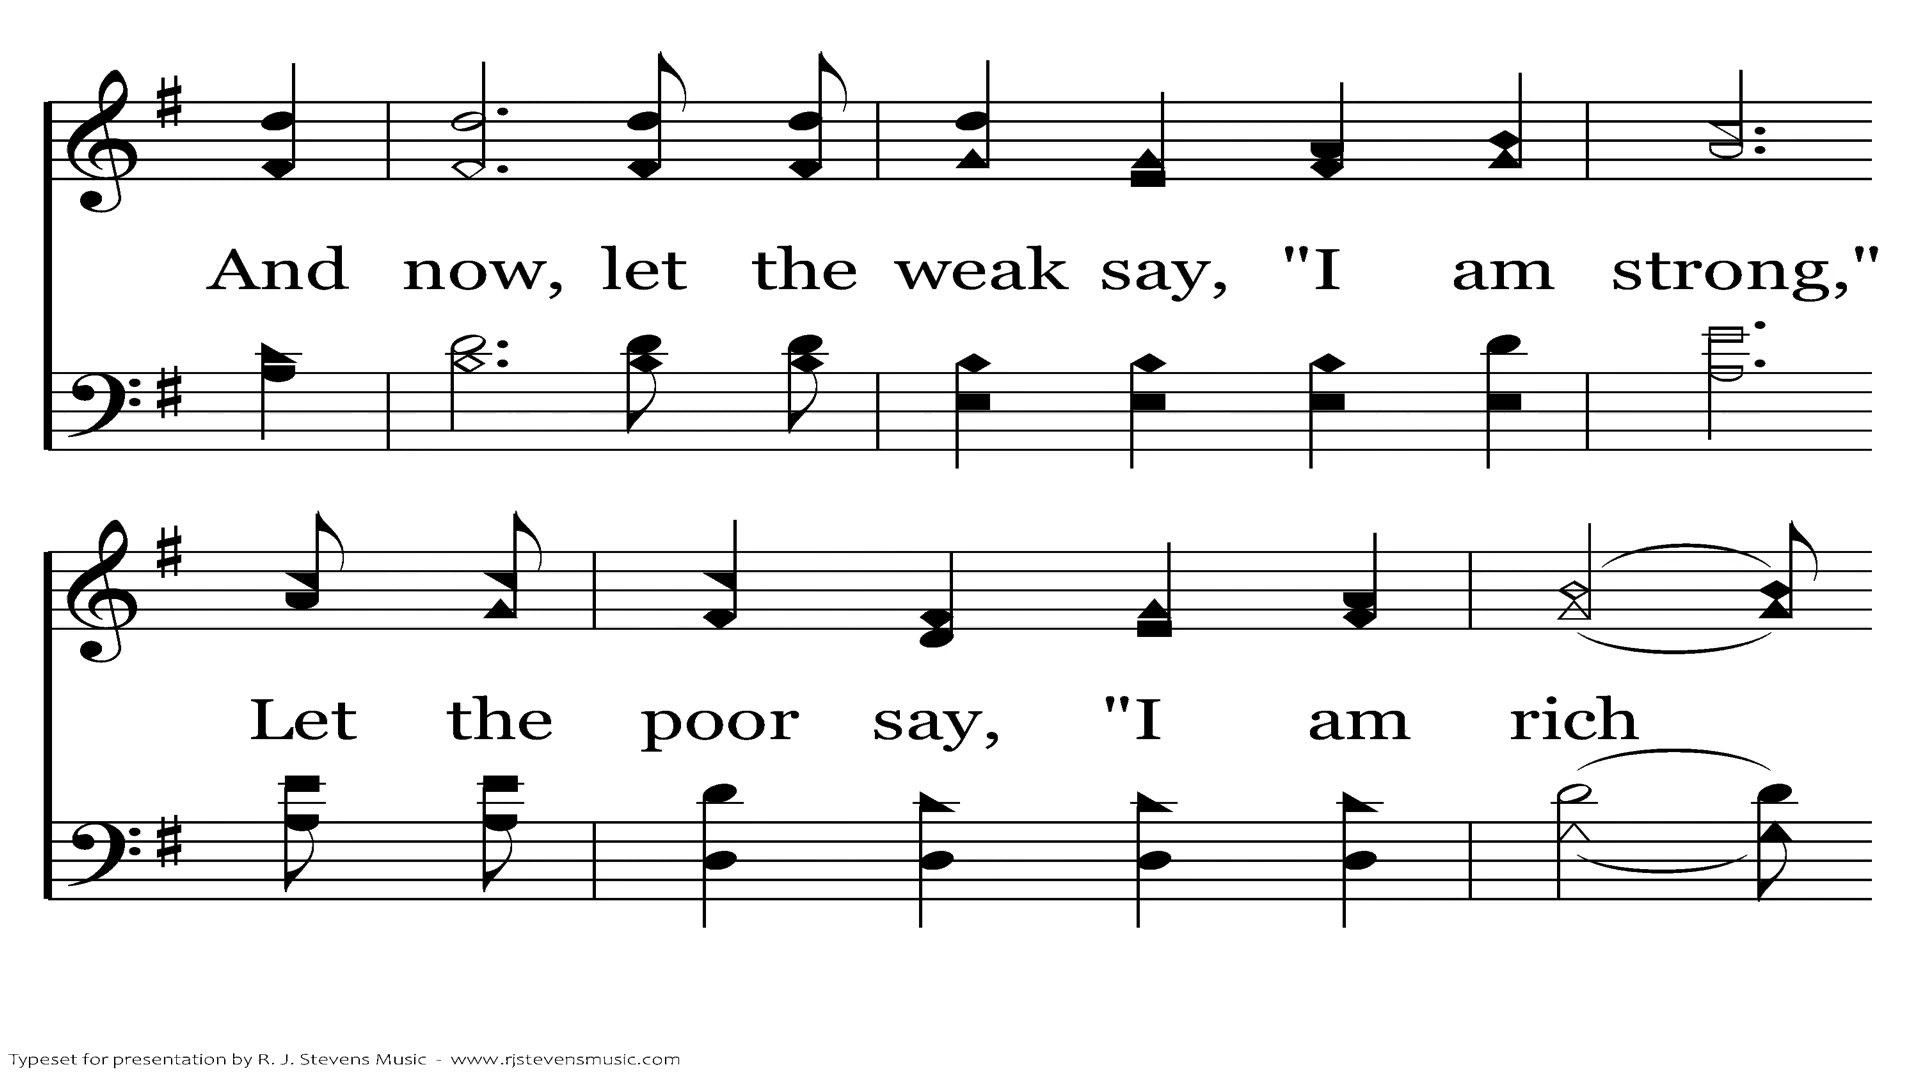 And now, let the weak say, "I am strong,"
Let the poor say, "I am rich
Typeset for presentation by R. J. Stevens Music - www.rjstevensmusic.com